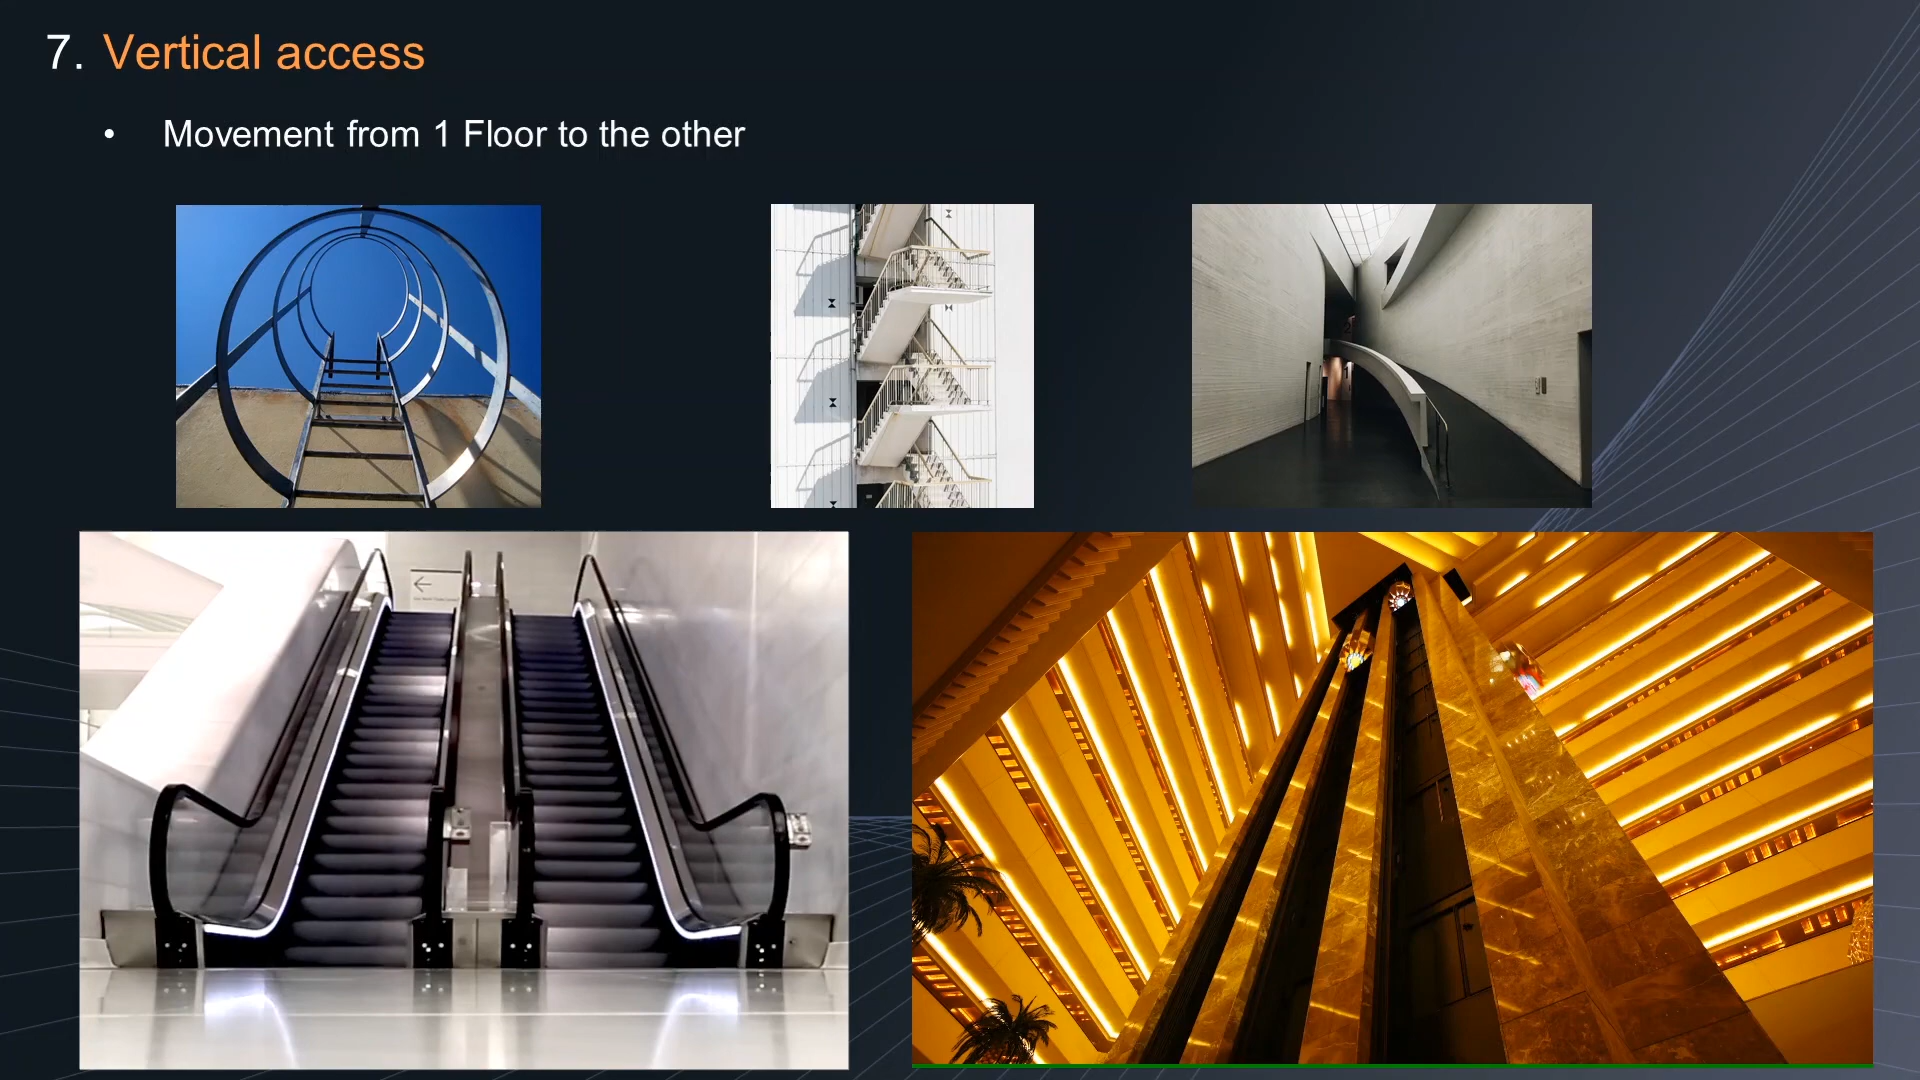 7. Vertical access
• Movement from 1 Floor to the other